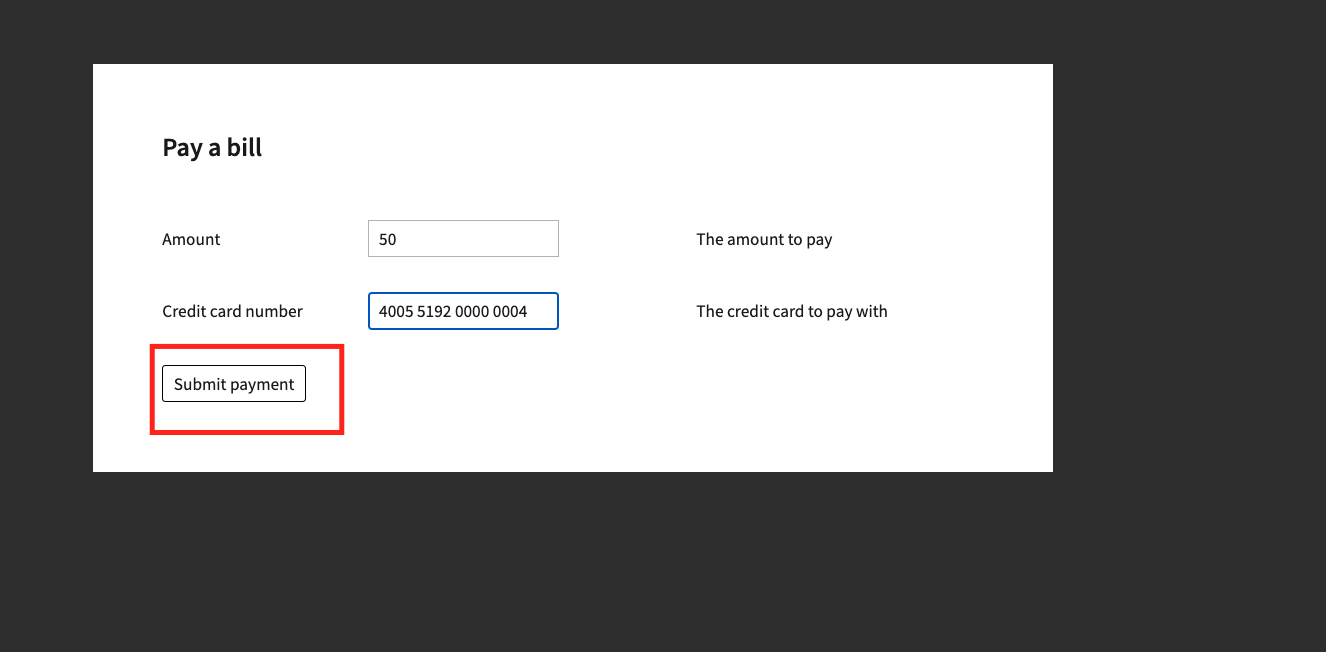 Pay a bill
Amount 50 The amount to pay
Credit card number 4005 5192 0000 0004 The credit card to pay with
Submit payment